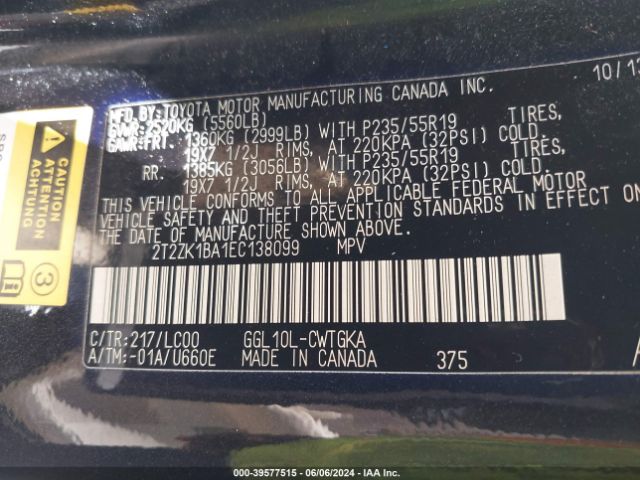 MFD. BY: TOYOTA MOTOR MANUFACTURING CANADA INC. 10/13
GVWR: 2520KG (5560LB)
GAWR: FRT. 1360KG (2999LB) WITH P235/55R19 TIRES,
19X7 1/2J RIMS, AT 220KPA (32PSI) COLD.
RR. 1385KG (3056LB) WITH P235/55R19 TIRES,
19X7 1/2J RIMS, AT 220KPA (32PSI) COLD.
THIS VEHICLE CONFORMS TO ALL APPLICABLE FEDERAL MOTOR
VEHICLE SAFETY AND THEFT PREVENTION STANDARDS IN EFFECT ON
THE DATE OF MANUFACTURE SHOWN ABOVE.
2T2ZK1BA1EC138099 MPV
C/TR: 217/LC00 GGL10L-CWTGKA
A/TM: -01A/U660E MADE IN CANADA 375
CAUTION
ATTENTION
ACHTUNG
3
000-39577515 - 06/06/2024 - IAA Inc.